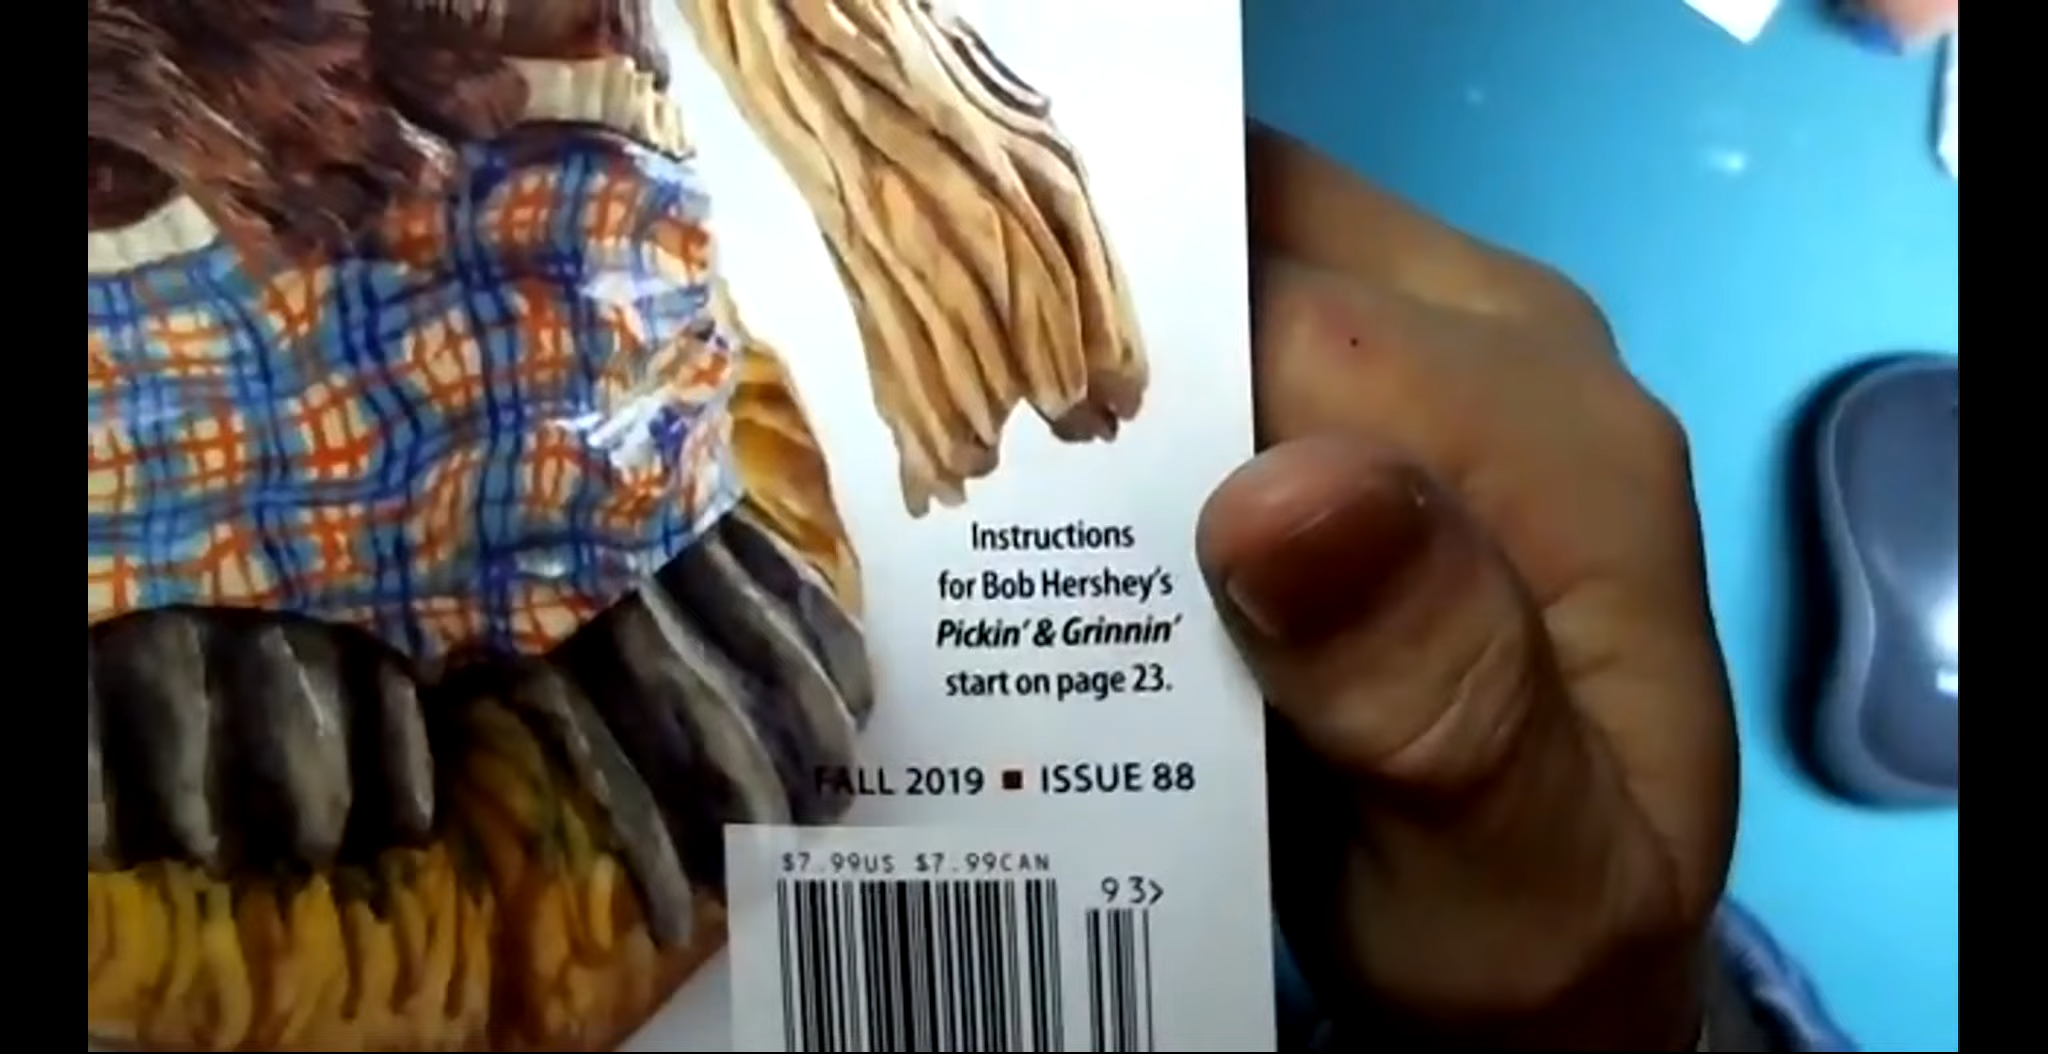 Instructions
for Bob Hershey's
Pickin' & Grinnin'
start on page 23.
FALL 2019 ■ ISSUE 88
$7.99US $7.99CAN
93>